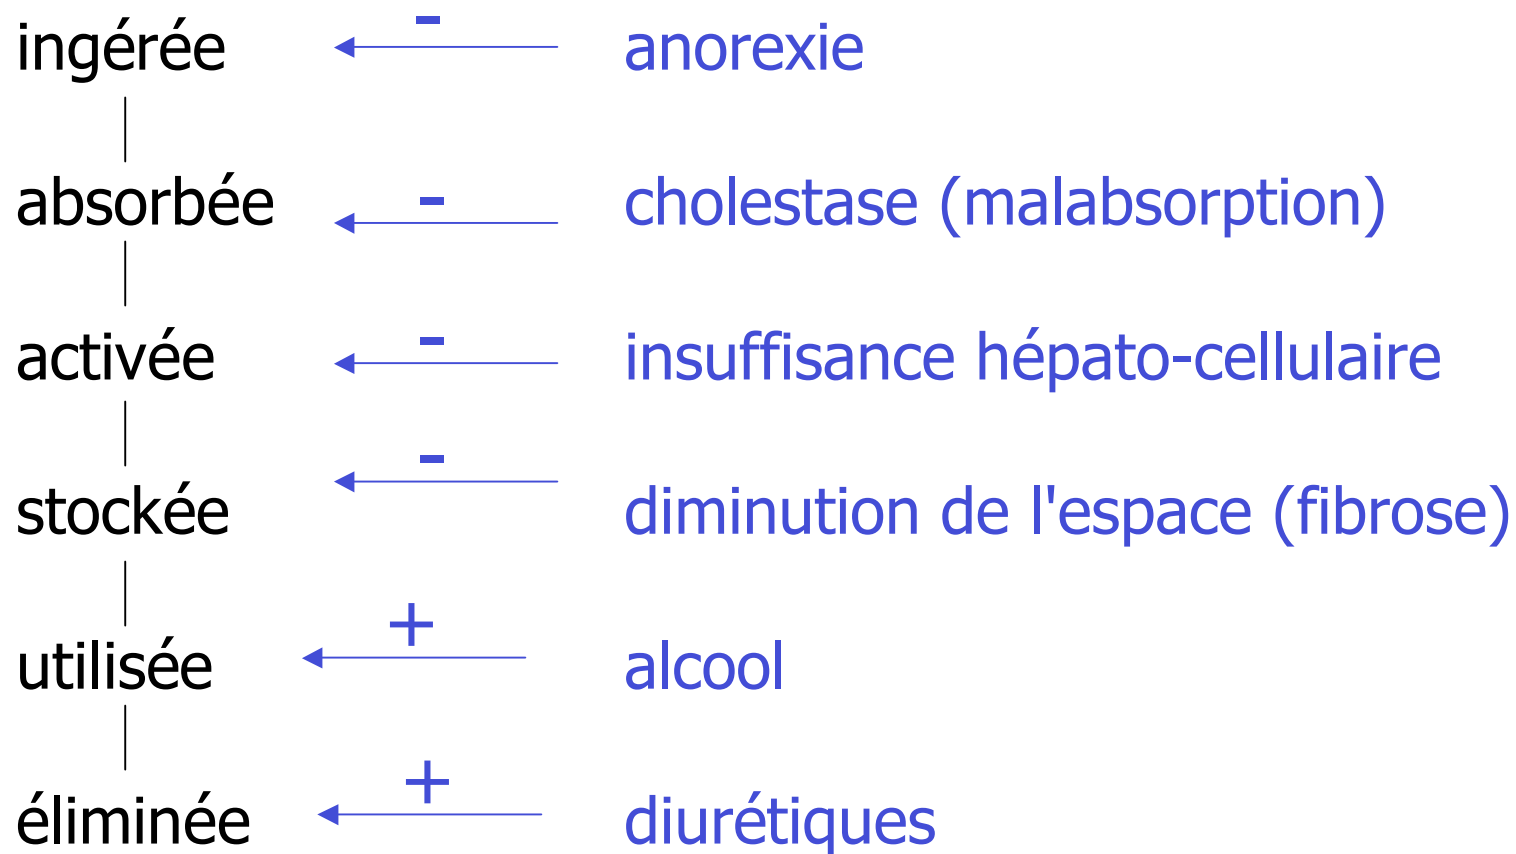 ingérée - anorexie
absorbée - cholestase (malabsorption)
activée - insuffisance hépato-cellulaire
stockée - diminution de l'espace (fibrose)
utilisée + alcool
éliminée + diurétiques